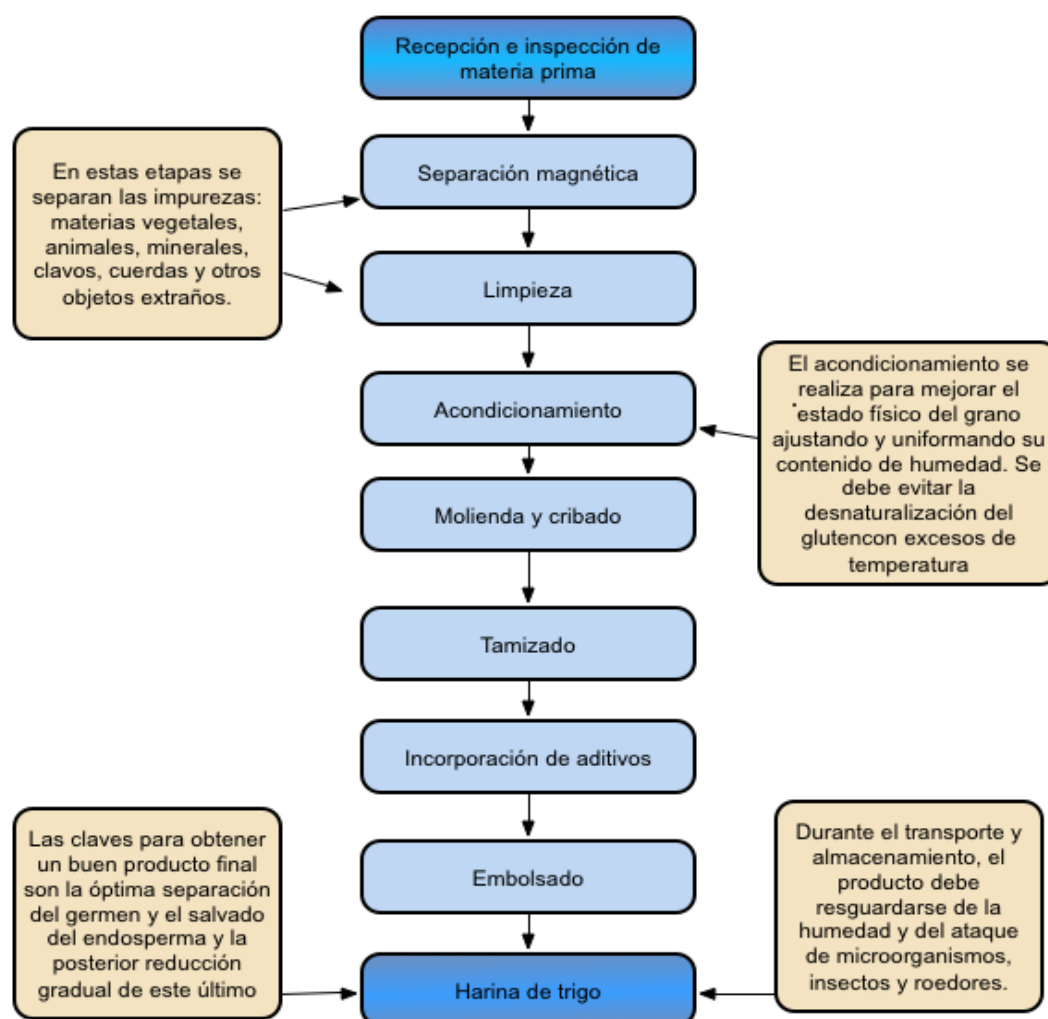 Recepción e inspección de
materia prima
Separación magnética
En estas etapas se
separan las impurezas:
materias vegetales,
animales, minerales,
clavos, cuerdas y otros
objetos extraños.
Limpieza
Acondicionamiento
El acondicionamiento se
realiza para mejorar el
estado físico del grano
ajustando y uniformando su
contenido de humedad. Se
debe evitar la
desnaturalización del
glutencon excesos de
temperatura
Molienda y cribado
Tamizado
Incorporación de aditivos
Embolsado
Las claves para obtener
un buen producto final
son la óptima separación
del germen y el salvado
del endosperma y la
posterior reducción
gradual de este último
Durante el transporte y
almacenamiento, el
producto debe
resguardarse de la
humedad y del ataque
de microorganismos,
insectos y roedores.
Harina de trigo